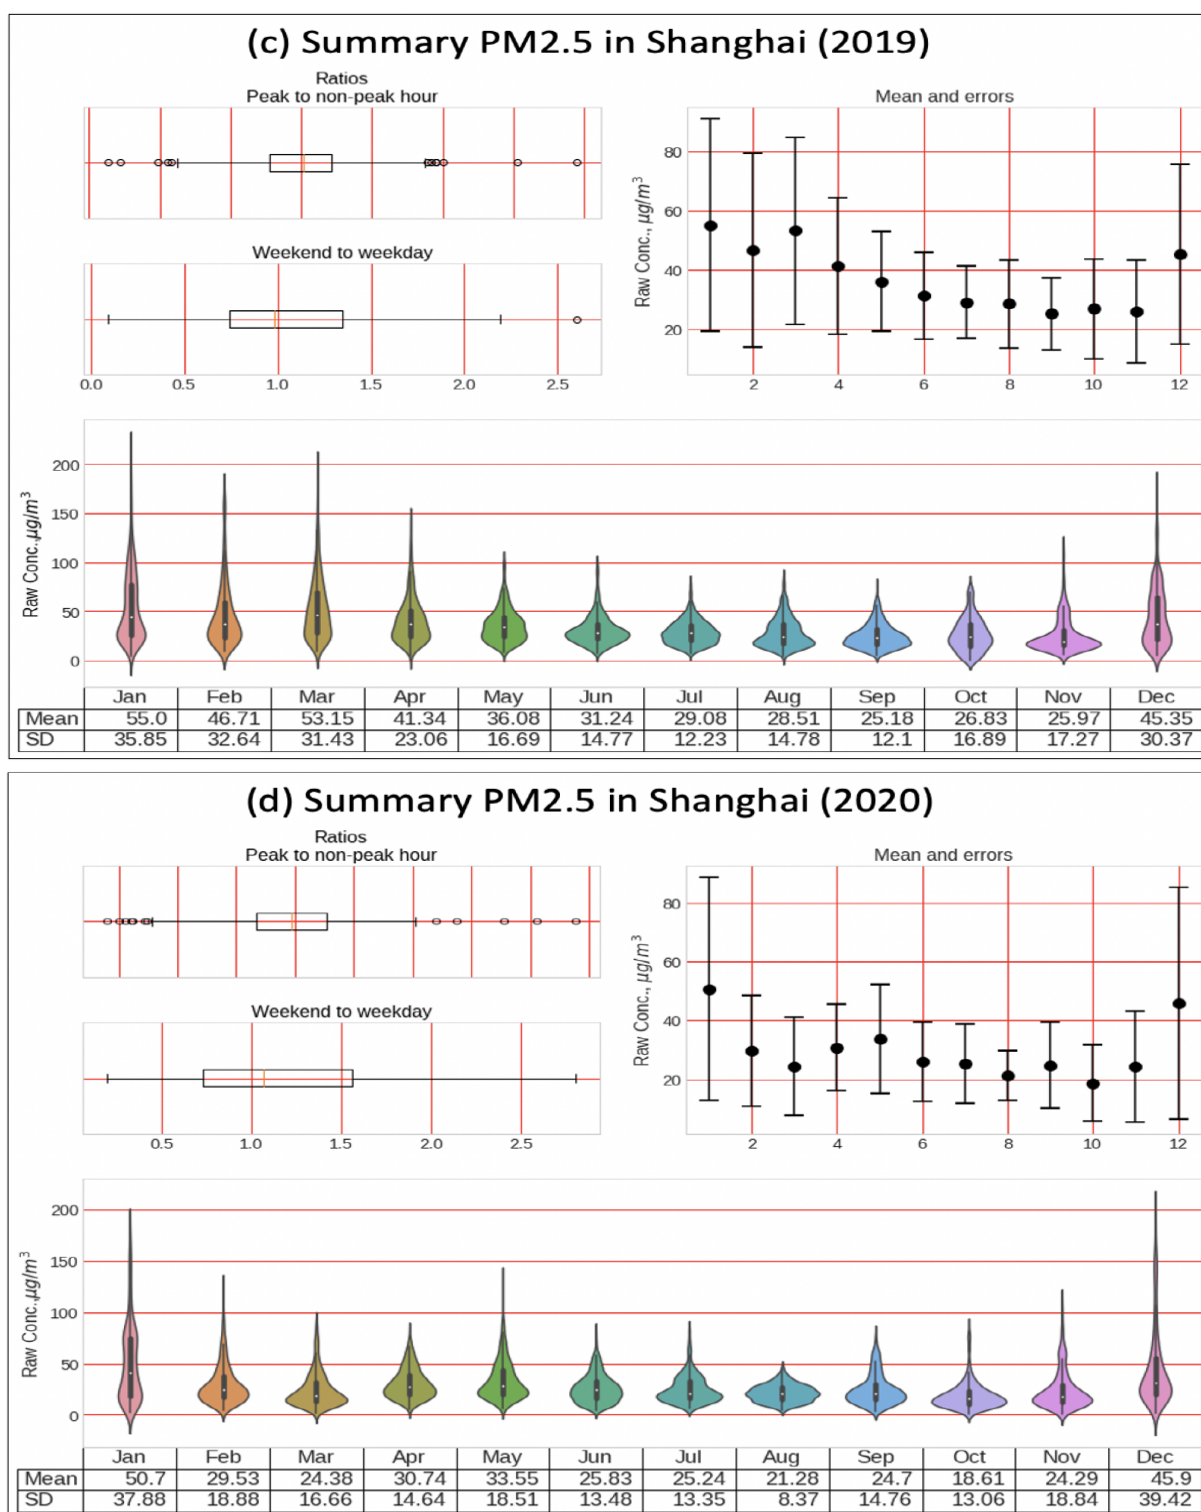 (c) Summary PM2.5 in Shanghai (2019)
Ratios
Peak to non-peak hour
Weekend to weekday
0.0 0.5 1.0 1.5 2.0 2.5
Mean and errors
Raw Conc., µg/m³
80
60
40
20
2 4 6 8 10 12
Raw Conc.,µg/m³
200
150
100
50
0
Jan Feb Mar Apr May Jun Jul Aug Sep Oct Nov Dec
Mean 55.0 46.71 53.15 41.34 36.08 31.24 29.08 28.51 25.18 26.83 25.97 45.35
SD 35.85 32.64 31.43 23.06 16.69 14.77 12.23 14.78 12.1 16.89 17.27 30.37
(d) Summary PM2.5 in Shanghai (2020)
Ratios
Peak to non-peak hour
Weekend to weekday
0.5 1.0 1.5 2.0 2.5
Mean and errors
Raw Conc., µg/m³
80
60
40
20
2 4 6 8 10 12
Raw Conc.,µg/m³
200
150
100
50
0
Jan Feb Mar Apr May Jun Jul Aug Sep Oct Nov Dec
Mean 50.7 29.53 24.38 30.74 33.55 25.83 25.24 21.28 24.7 18.61 24.29 45.9
SD 37.88 18.88 16.66 14.64 18.51 13.48 13.35 8.37 14.76 13.06 18.84 39.42